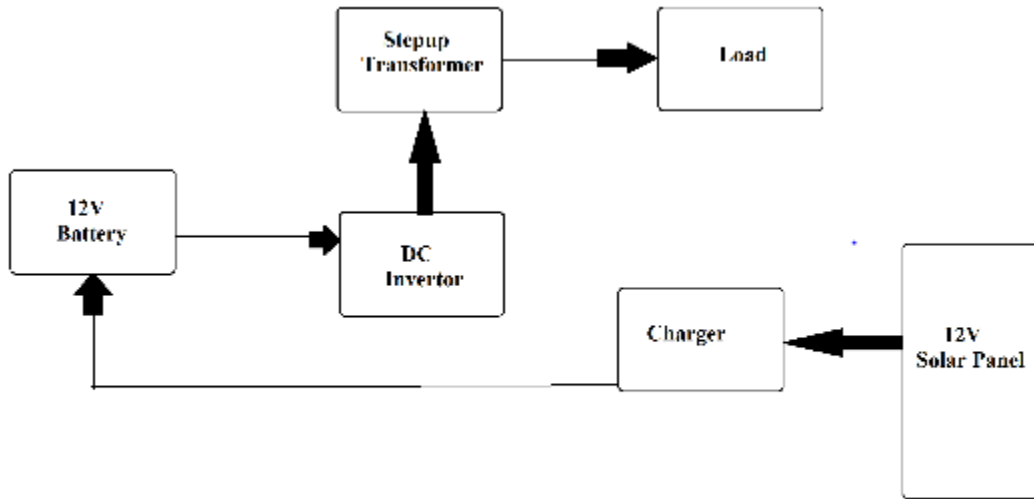 Stepup
Transformer
Load
12V
Battery
DC
Invertor
Charger
12V
Solar Panel